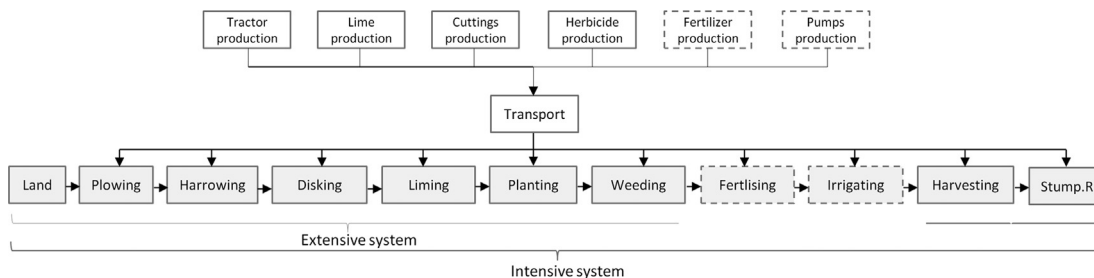 Tractor
production
Lime
production
Cuttings
production
Herbicide
production
Fertilizer
production
Pumps
production
Transport
Land
Plowing
Harrowing
Disking
Liming
Planting
Weeding
Fertlising
Irrigating
Harvesting
Stump.R
Extensive system
Intensive system